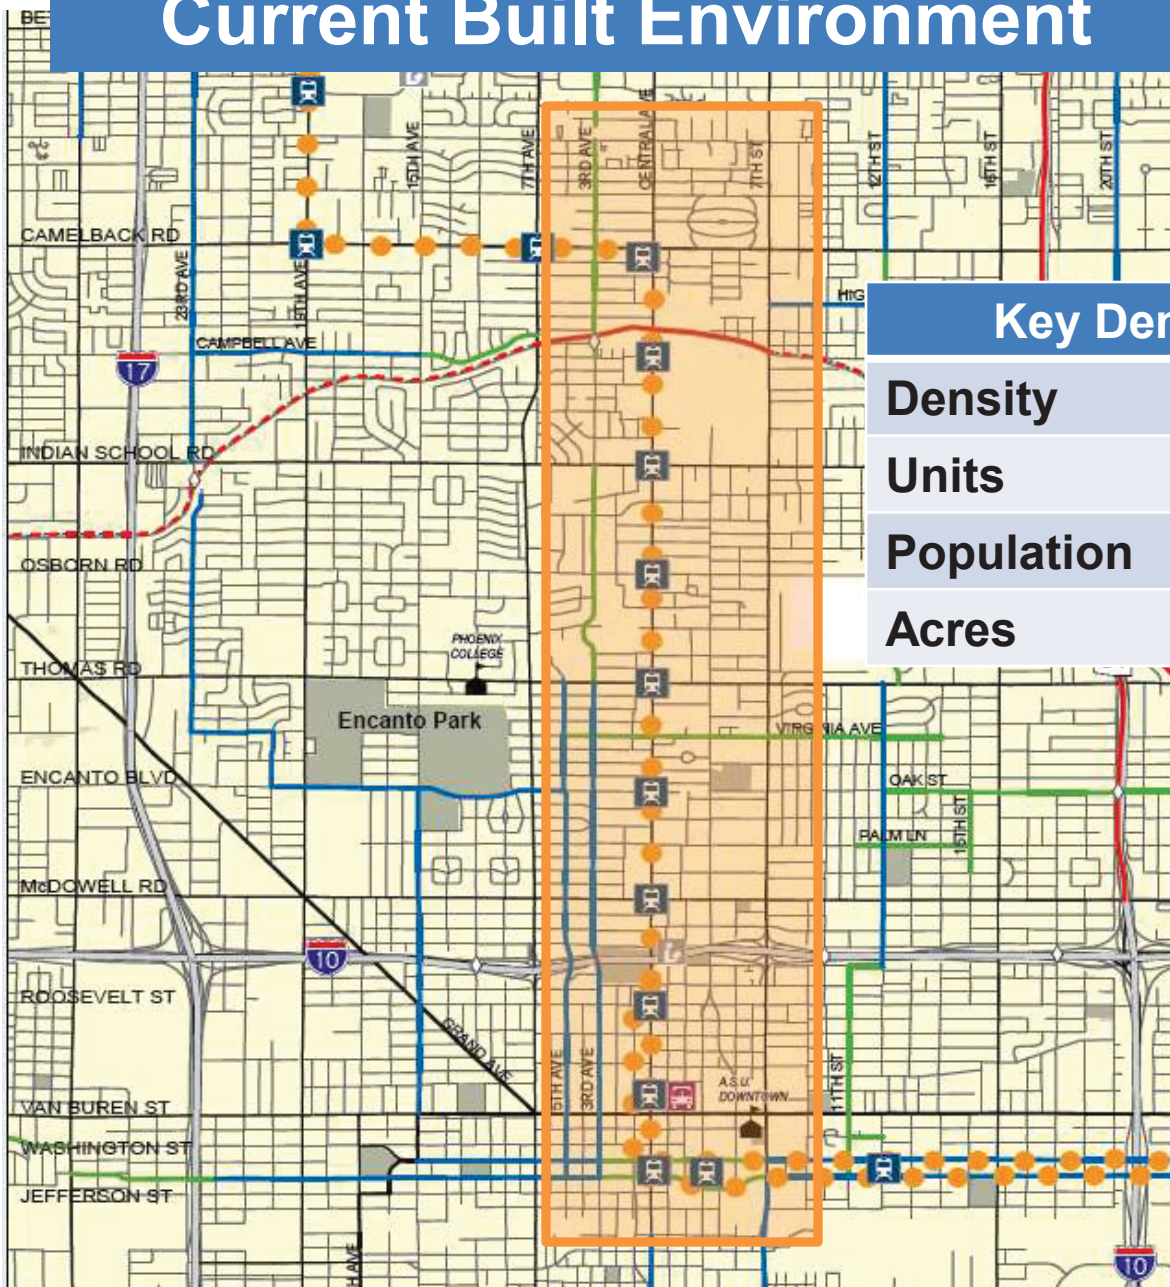 Current Built Environment
BE
15TH AVE
7TH AVE
3RD AVE
CENTRAL AVE
7TH ST
12TH ST
16TH ST
20TH ST
CAMELBACK RD
23RD AVE
19TH AVE
HIG
Key Der
CAMPBELL AVE
17
Density
INDIAN SCHOOL RD
Units
Population
OSBORN RD
Acres
PHOENIX
COLLEGE
THOMAS RD
Encanto Park
VIRGINIA AVE
ENCANTO BLVD
OAK ST
15TH ST
PALM LN
McDOWELL RD
10
ROOSEVELT ST
GRAND AVE
5TH AVE
3RD AVE
A.S.U.
DOWNTOWN
11TH ST
VAN BUREN ST
WASHINGTON ST
JEFFERSON ST
H AVE
10